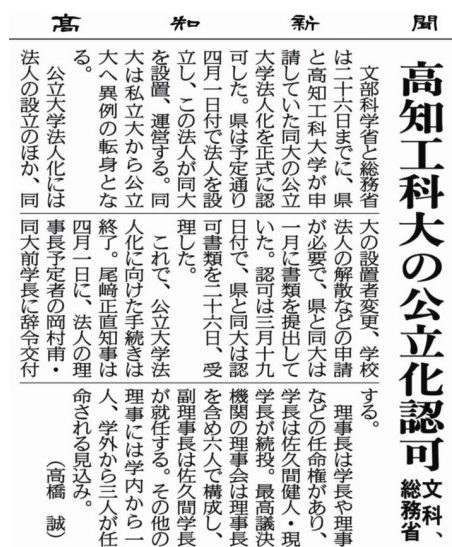 高知新聞
高知工科大の公立化認可
文科、
総務省
文部科学省と総務省
は二十六日までに、県
と高知工科大学が申
請していた同大の公立
大学法人化を正式に認
可した。県は予定通り
四月一日付で法人を設
立し、この法人が同大
を設置、運営する。同
大は私立大から公立
大へ異例の転身とな
る。
公立大学法人化には
法人の設立のほか、同
大の設置者変更、学校
法人の解散などの申請
が必要で、県と同大は
一月に書類を提出して
いた。認可は三月十九
日付で、県と同大は認
可書類を二十六日、受
理した。
これで、公立大学法
人化に向けた手続きは
終了。尾﨑正直知事は
四月一日に、法人の理
事長予定者の岡村甫・
同大前学長に辞令交付
する。
理事長は学長や理事
などの任命権があり、
学長は佐久間健人・現
学長が続投。最高議決
機関の理事会は理事長
を含め六人で構成し、
副理事長は佐久間学長
が就任する。その他の
理事には学内から一
人、学外から三人が任
命される見込み。
（高橋 誠）